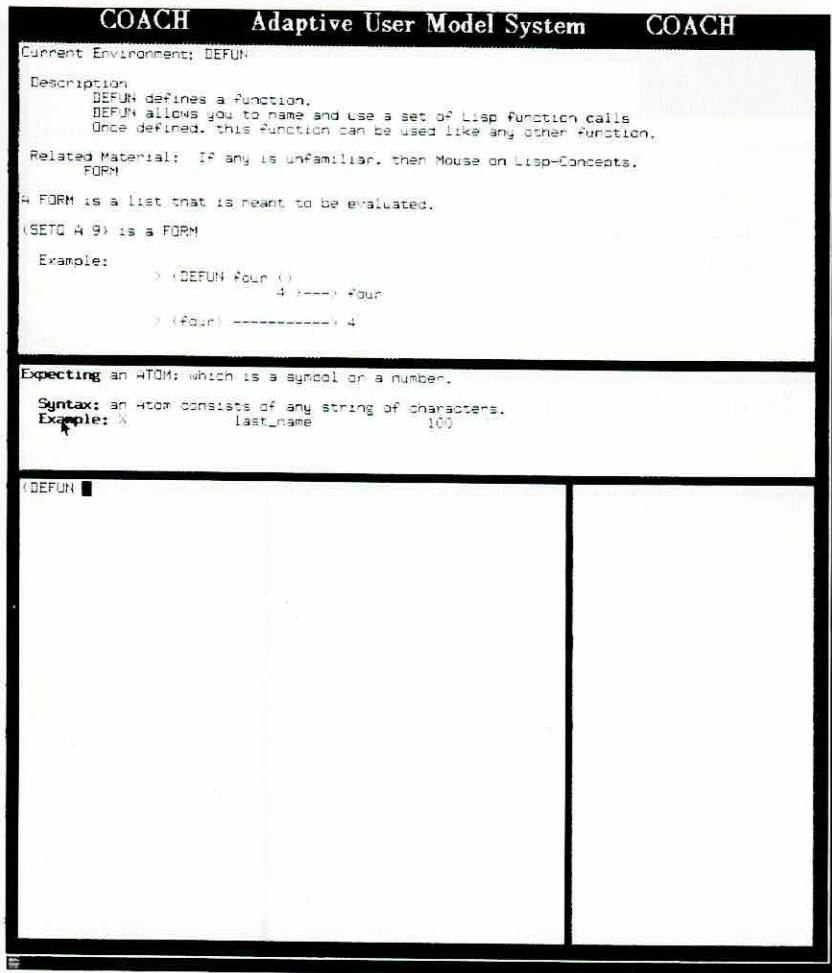 COACH Adaptive User Model System COACH
Current Environment: DEFUN
Description
DEFUN defines a function.
DEFUN allows you to name and use a set of Lisp function calls
Once defined, this function can be used like any other function.
Related Material: If any is unfamiliar, then Mouse on Lisp-Concepts.
FORM
A FORM is a list that is meant to be evaluated.
(SETQ A 9) is a FORM
Example:
> (DEFUN four ()
4 )---> four
> (four) -----------> 4
Expecting an ATOM: which is a symbol or a number.
Syntax: an Atom consists of any string of characters.
Example: X last_name 100
(DEFUN